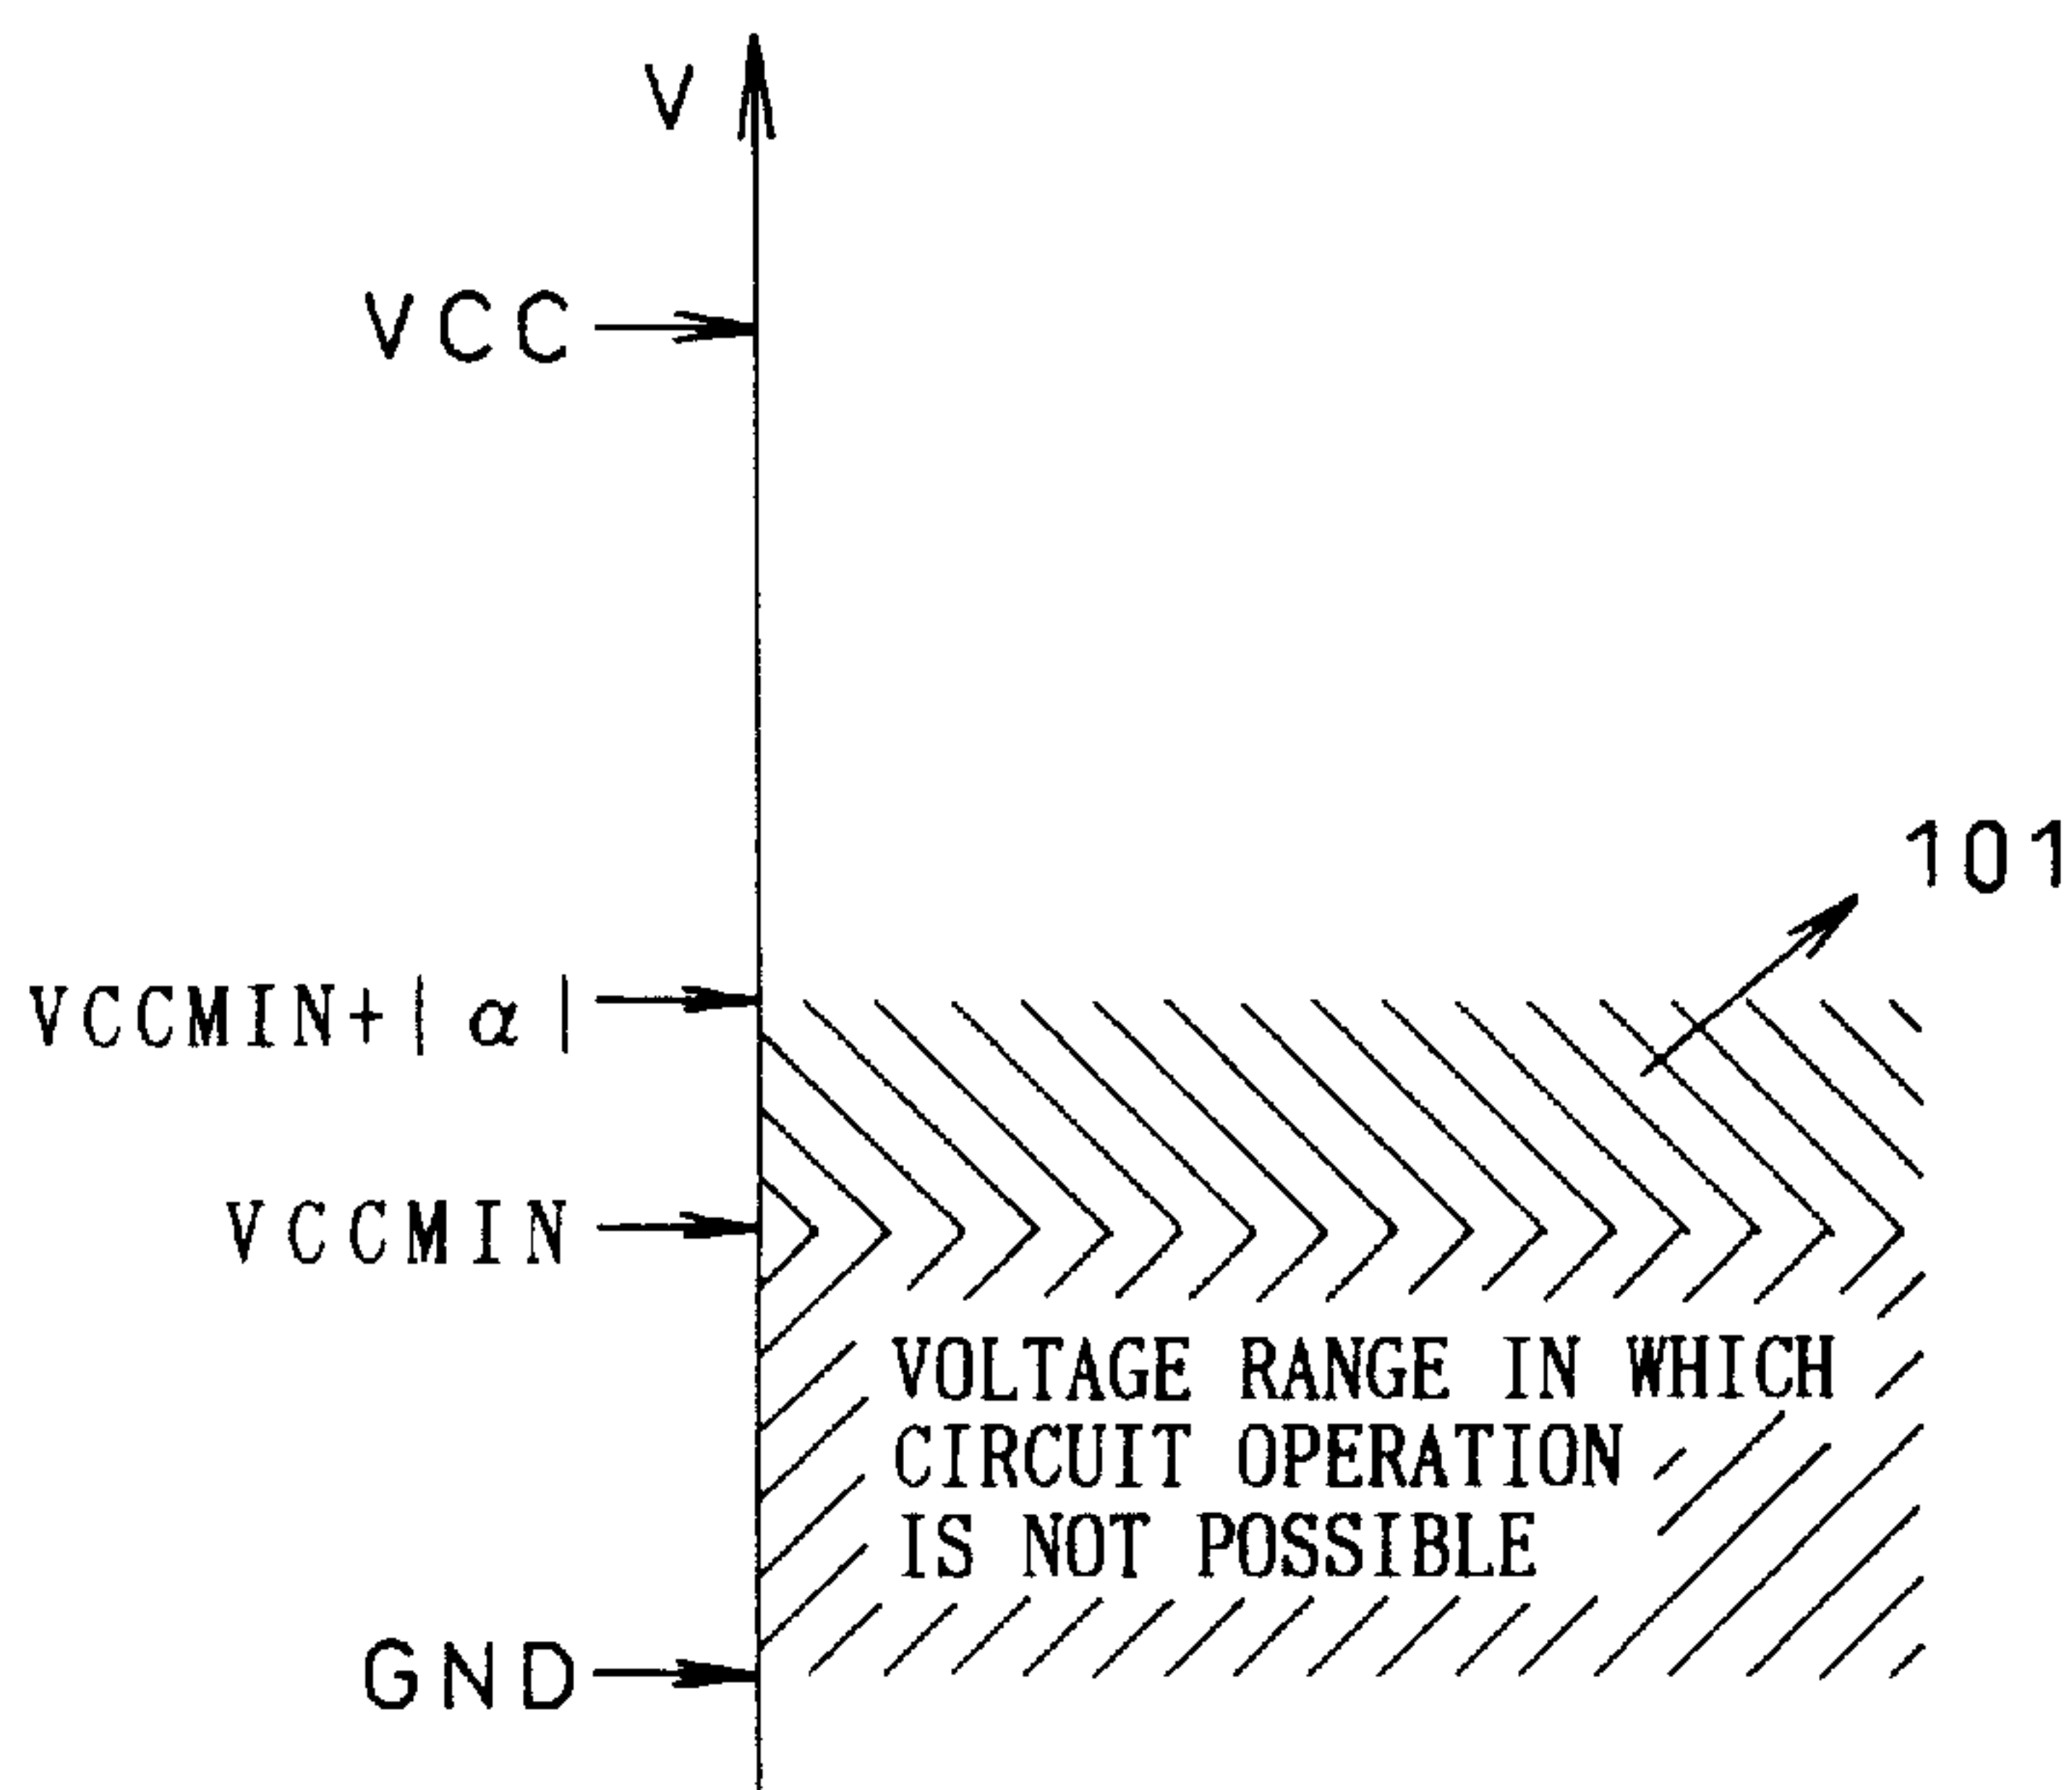 V
VCC
101
VCCMIN+|α|
VCCMIN
VOLTAGE RANGE IN WHICH
CIRCUIT OPERATION
IS NOT POSSIBLE
GND